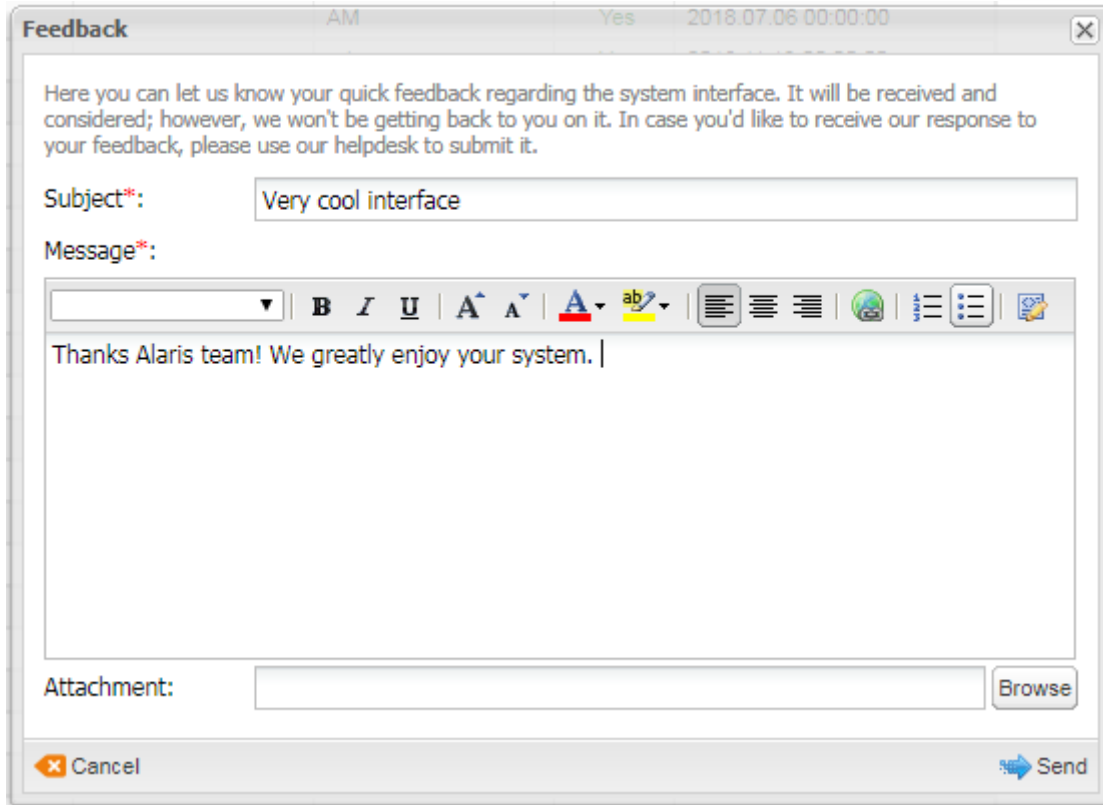 AM Yes 2018.07.06 00:00:00
Feedback
Here you can let us know your quick feedback regarding the system interface. It will be received and
considered; however, we won't be getting back to you on it. In case you'd like to receive our response to
your feedback, please use our helpdesk to submit it.
Subject*: Very cool interface
Message*:
B I U A A A ab
Thanks Alaris team! We greatly enjoy your system.
Attachment: Browse
Cancel Send